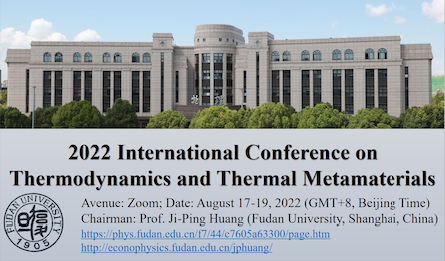 2022 International Conference on
Thermodynamics and Thermal Metamaterials
Avenue: Zoom; Date: August 17-19, 2022 (GMT+8, Beijing Time)
Chairman: Prof. Ji-Ping Huang (Fudan University, Shanghai, China)
https://phys.fudan.edu.cn/f7/44/c7605a63300/page.htm
http://econophysics.fudan.edu.cn/jphuang/
FUDAN UNIVERSITY
1905